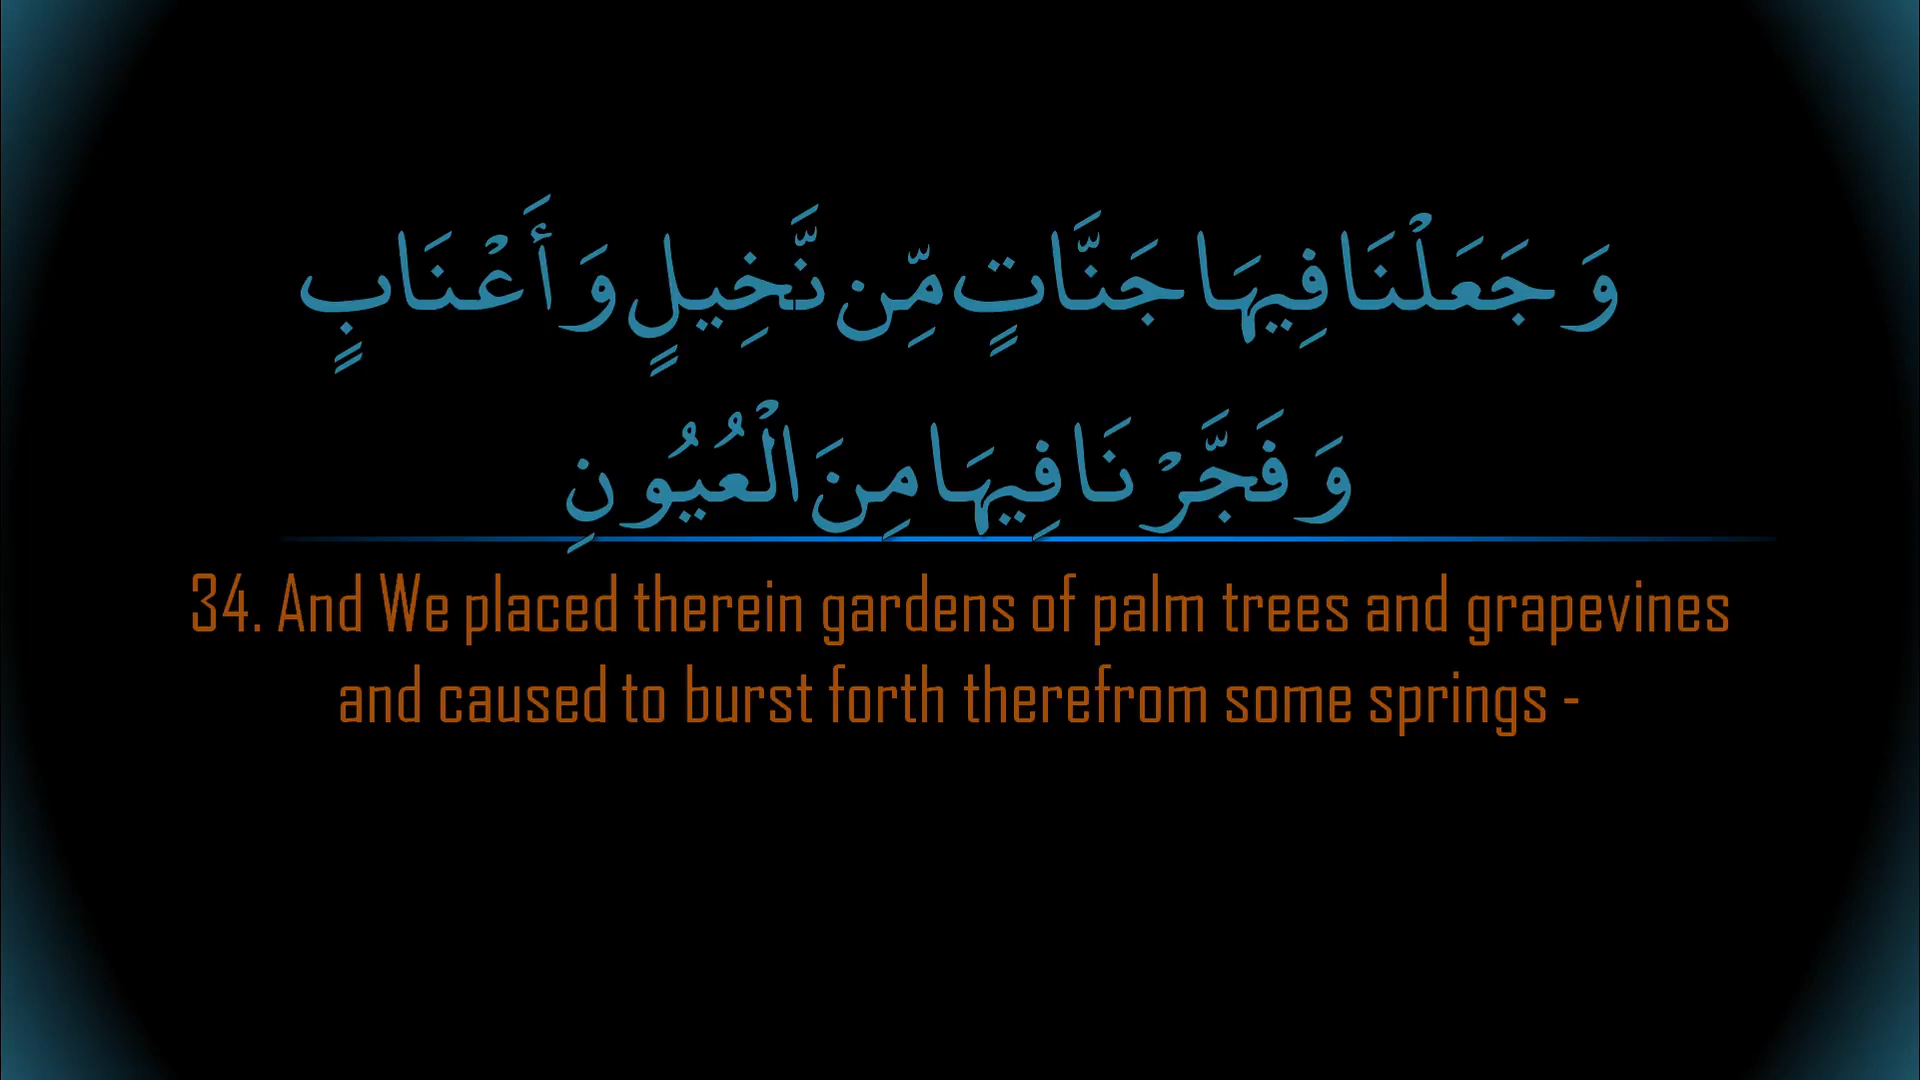 وَجَعَلْنَا فِيهَا جَنَّاتٍ مِّن نَّخِيلٍ وَأَعْنَابٍ
وَفَجَّرْنَا فِيهَا مِنَ الْعُيُونِ
34. And We placed therein gardens of palm trees and grapevines
and caused to burst forth therefrom some springs -